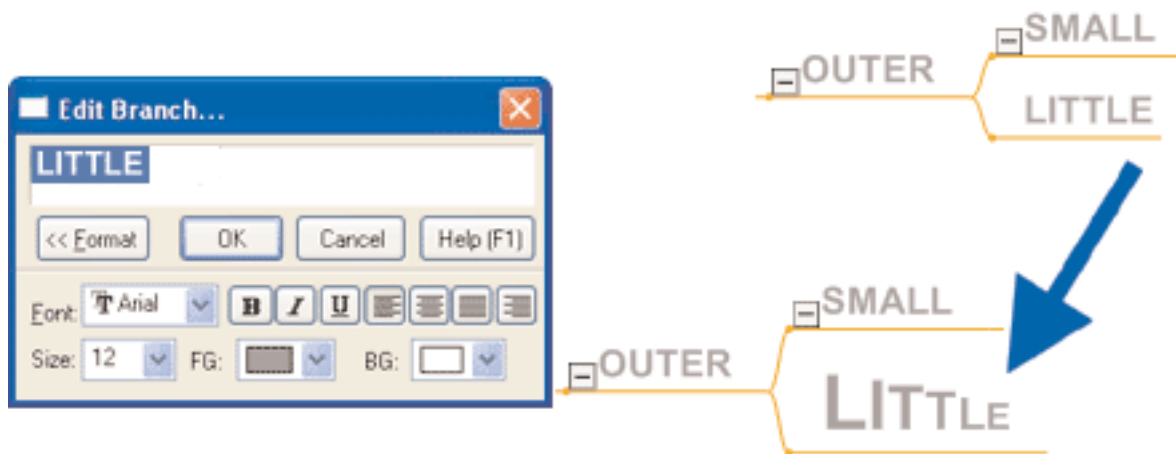 Edit Branch...
LITTLE
<< Format OK Cancel Help (F1)
Font: Arial B I U
Size: 12 FG: BG:
SMALL
OUTER
LITTLE
SMALL
OUTER
LITTLE